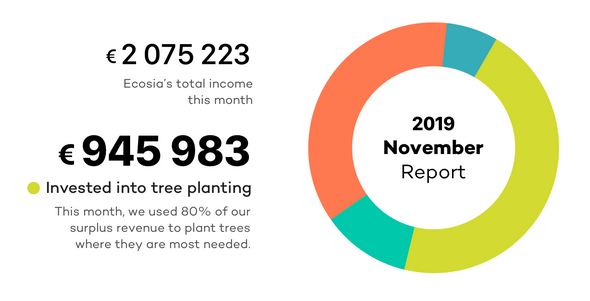 € 2 075 223
Ecosia’s total income
this month
€ 945 983
Invested into tree planting
This month, we used 80% of our
surplus revenue to plant trees
where they are most needed.
2019
November
Report